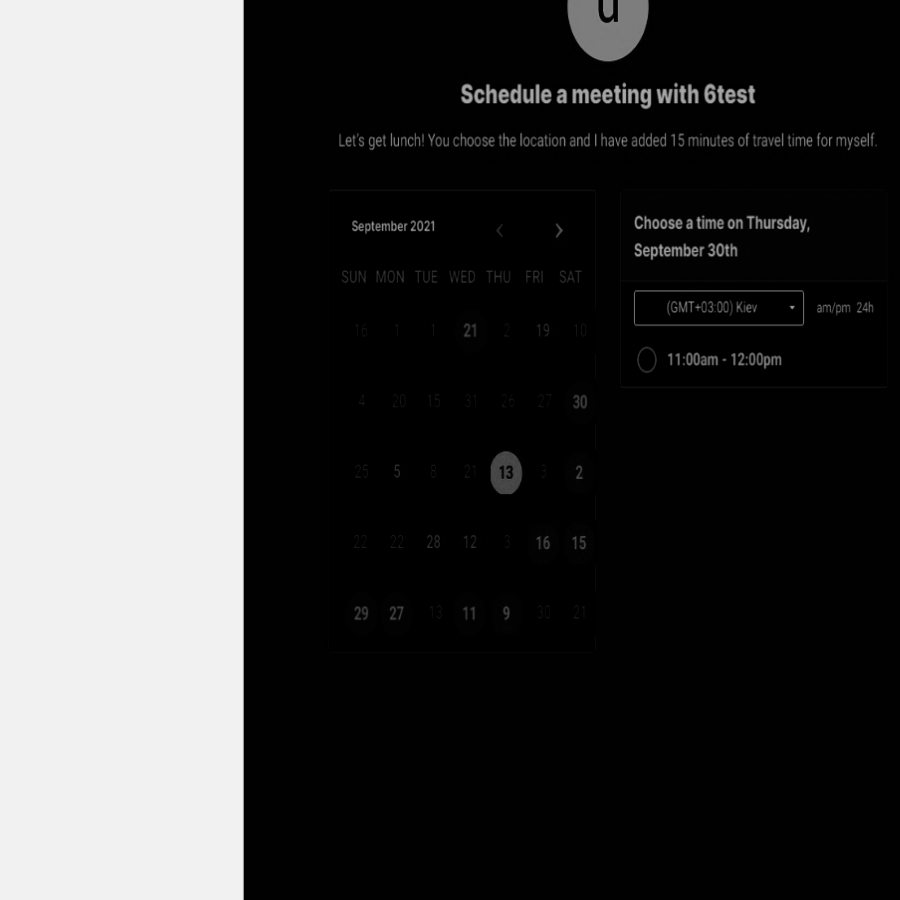 u
Schedule a meeting with 6test
Let's get lunch! You choose the location and I have added 15 minutes of travel time for myself.
September 2021
SUN MON TUE WED THU FRI SAT
16 1 1 21 2 19 10
4 20 15 31 26 27 30
25 5 8 21 13 3 2
22 22 28 12 3 16 15
29 27 13 11 9 30 21
Choose a time on Thursday,
September 30th
(GMT+03:00) Kiev am/pm 24h
11:00am - 12:00pm